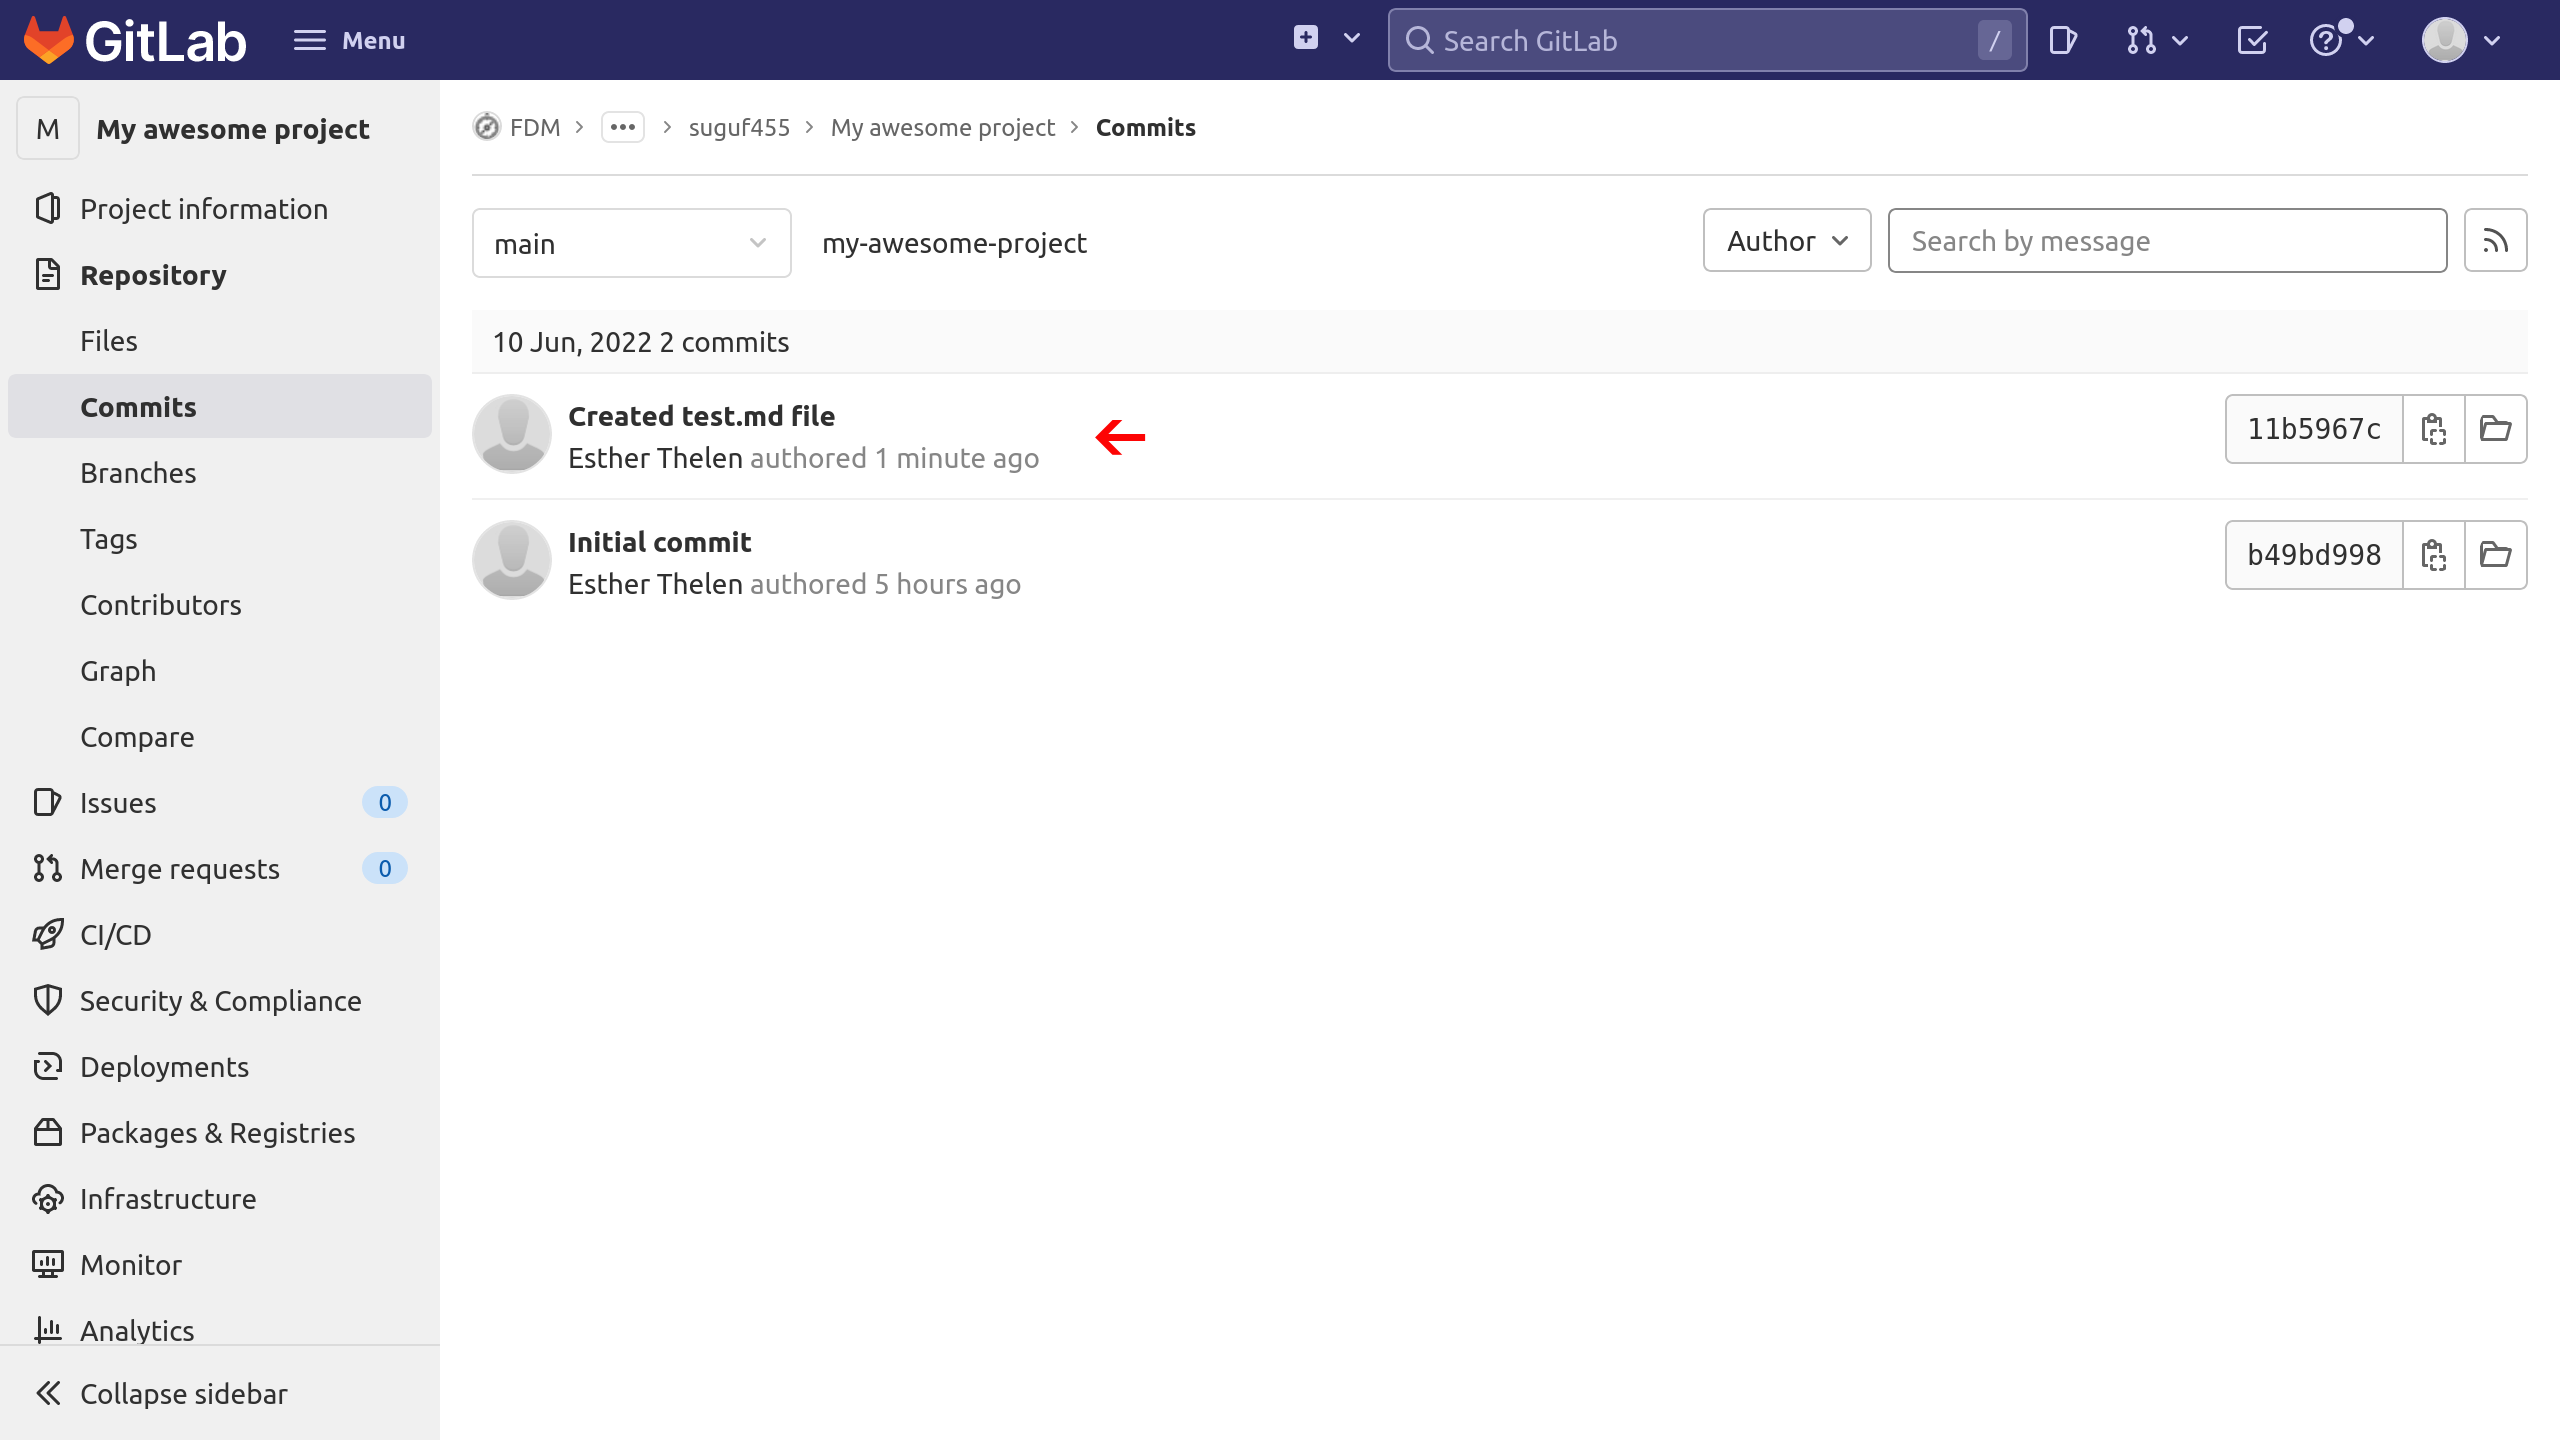 GitLab Menu Search GitLab /
M My awesome project
Project information
Repository
Files
Commits
Branches
Tags
Contributors
Graph
Compare
Issues 0
Merge requests 0
CI/CD
Security & Compliance
Deployments
Packages & Registries
Infrastructure
Monitor
Analytics
Collapse sidebar
FDM > ••• > suguf455 > My awesome project > Commits
main my-awesome-project Author Search by message
10 Jun, 2022 2 commits
Created test.md file
Esther Thelen authored 1 minute ago
11b5967c
Initial commit
Esther Thelen authored 5 hours ago
b49bd998